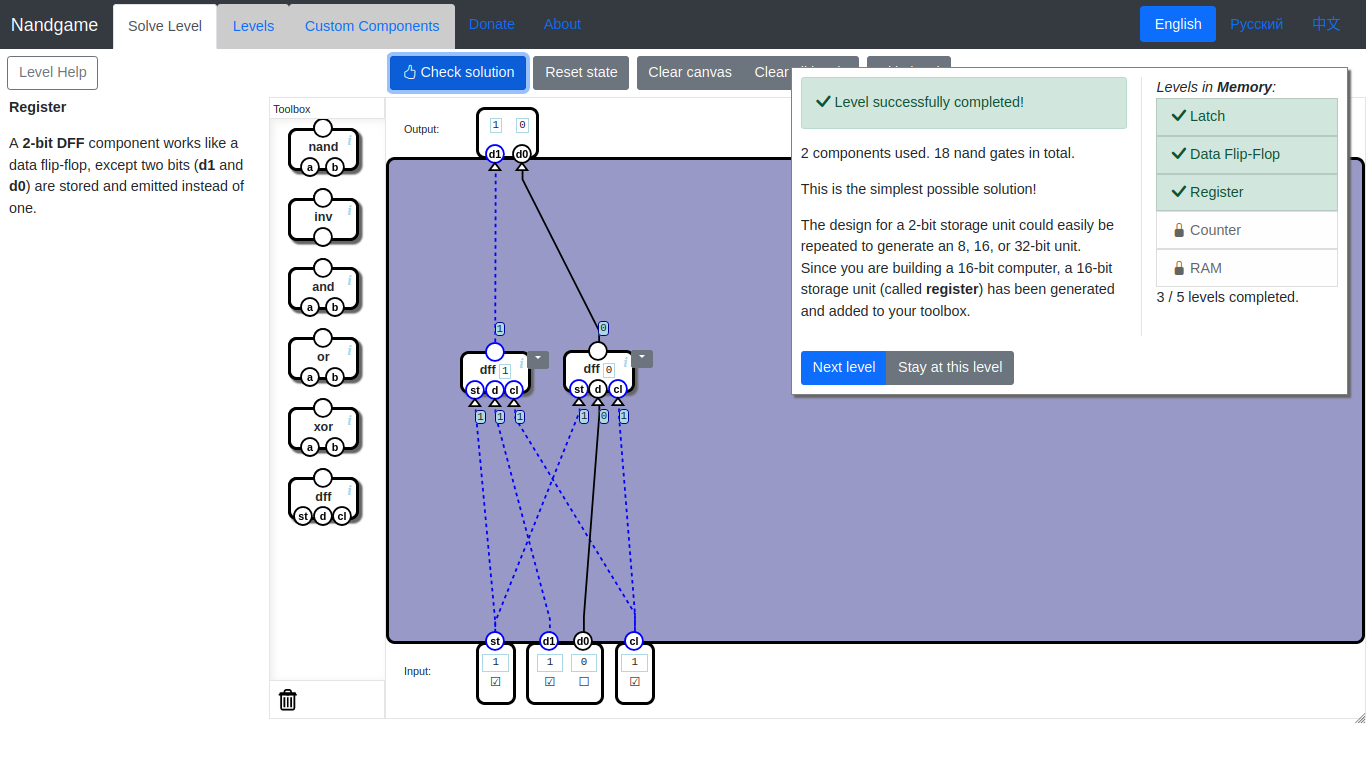 Nandgame
Solve Level
Levels
Custom Components
Donate
About
English
Русский
中文
Level Help
Check solution
Reset state
Clear canvas
Clear
Register
A 2-bit DFF component works like a
data flip-flop, except two bits (d1 and
d0) are stored and emitted instead of
one.
Toolbox
nand
i
a b
inv
i
and
i
a b
or
i
a b
xor
i
a b
dff
i
st d cl
Output:
1 0
d1 d0
1 0
dff 1
i
st d cl
1 1 1
dff 0
i
st d cl
1 0 1
st d1 d0 cl
Input:
1 1 0 1
Level successfully completed!
2 components used. 18 nand gates in total.
This is the simplest possible solution!
The design for a 2-bit storage unit could easily be
repeated to generate an 8, 16, or 32-bit unit.
Since you are building a 16-bit computer, a 16-bit
storage unit (called register) has been generated
and added to your toolbox.
Next level
Stay at this level
Levels in Memory:
Latch
Data Flip-Flop
Register
Counter
RAM
3 / 5 levels completed.